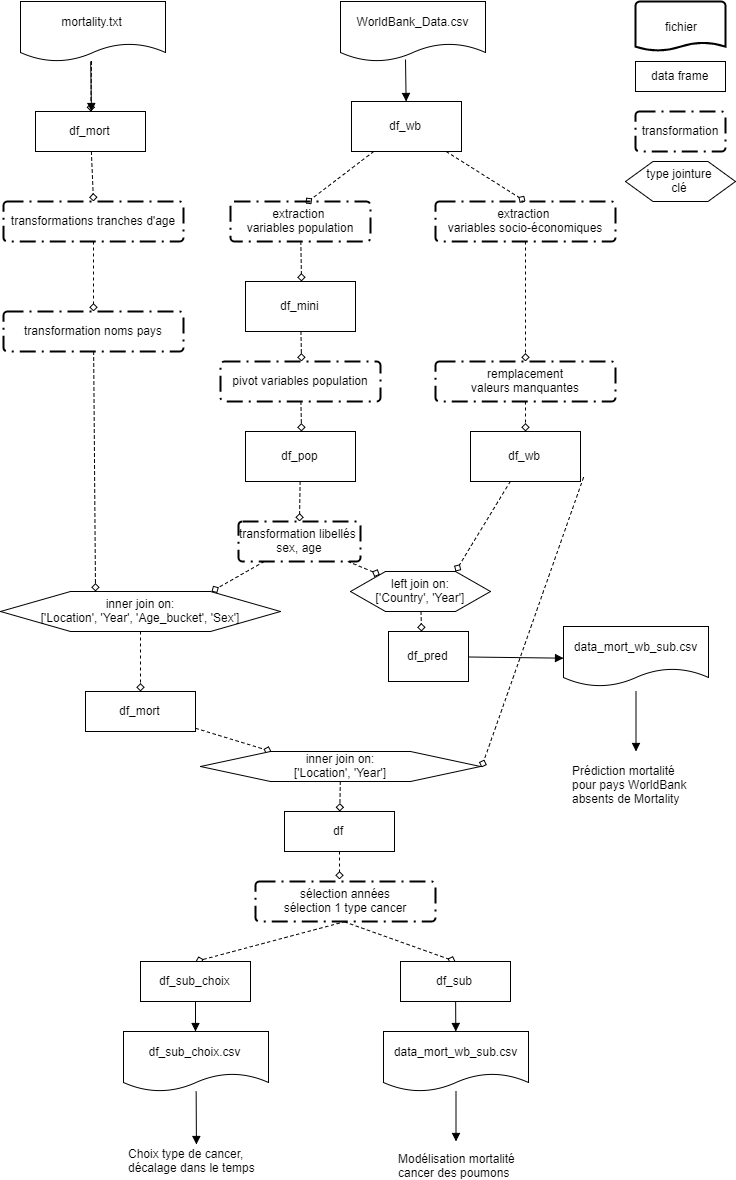 mortality.txt
WorldBank_Data.csv
fichier
data frame
df_mort
df_wb
transformation
type jointure
clé
transformations tranches d'age
extraction
variables population
extraction
variables socio-économiques
df_mini
transformation noms pays
pivot variables population
remplacement
valeurs manquantes
df_pop
df_wb
transformation libellés
sex, age
left join on:
['Country', 'Year']
inner join on:
['Location', 'Year', 'Age_bucket', 'Sex']
df_pred
data_mort_wb_sub.csv
df_mort
inner join on:
['Location', 'Year']
Prédiction mortalité
pour pays WorldBank
absents de Mortality
df
sélection années
sélection 1 type cancer
df_sub_choix
df_sub
df_sub_choix.csv
data_mort_wb_sub.csv
Choix type de cancer,
décalage dans le temps
Modélisation mortalité
cancer des poumons